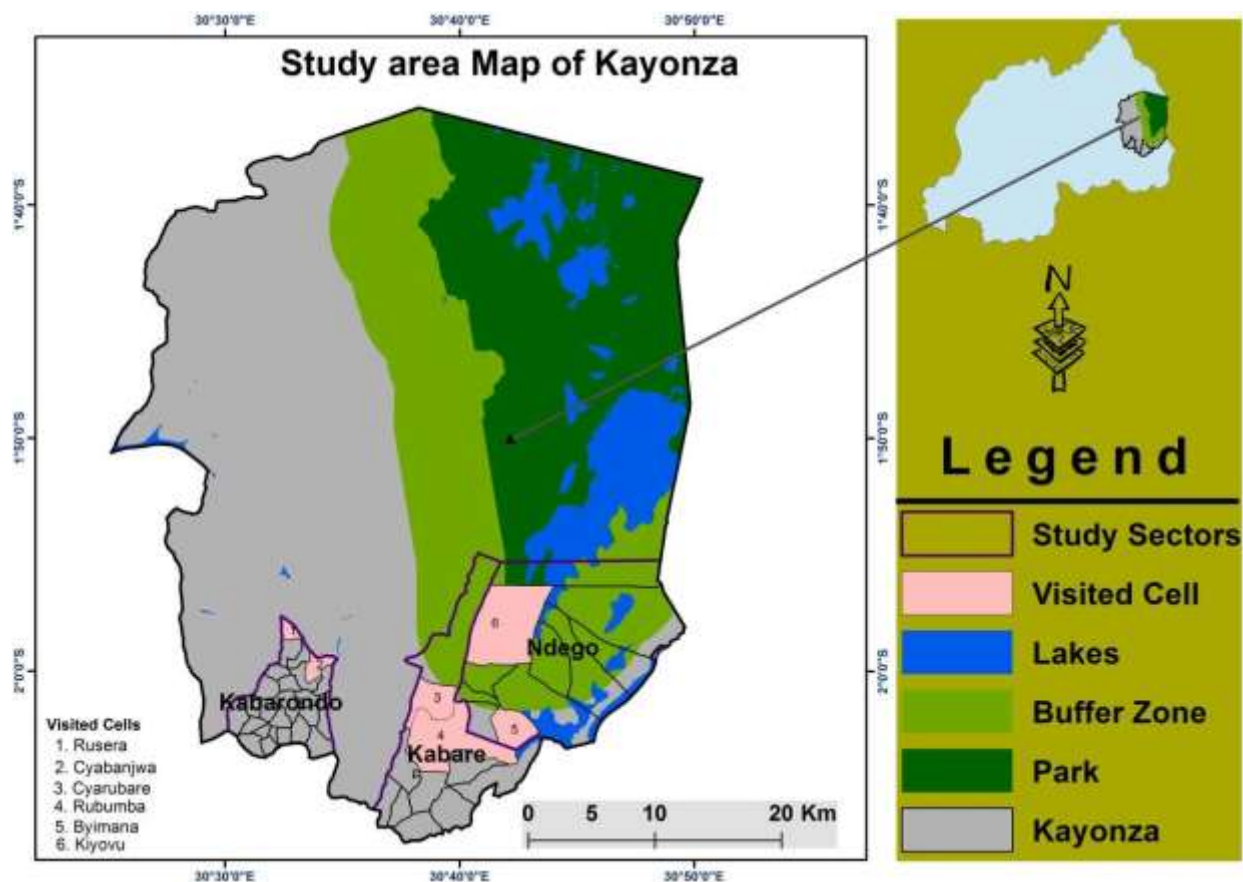 30°30'0"E 30°40'0"E 30°50'0"E
Study area Map of Kayonza
1°40'0"S 1°40'0"S
N
1°50'0"S 1°50'0"S
Legend
Study Sectors
Visited Cell
Lakes
Buffer Zone
Park
Kayonza
6
Ndego
2°0'0"S 2°0'0"S
1
Kabarondo
3
4
5
Kabare
Visited Cells
1. Rusera
2. Cyabanjwa
3. Cyarubare
4. Rubumba
5. Byimana
6. Kiyovu
0 5 10 20 Km
30°30'0"E 30°40'0"E 30°50'0"E